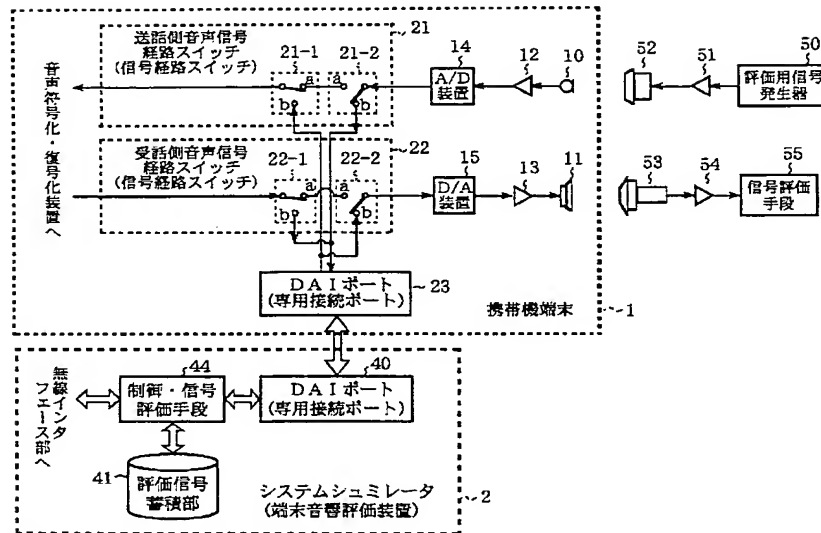 送話側音声信号
経路スイッチ
(信号経路スイッチ)
21
21-1
21-2
a
a
b
b
14
A/D
装置
12
10
52
51
50
評価用信号
発生器
音声符号化・復号化装置へ
受話側音声信号
経路スイッチ
(信号経路スイッチ)
22
22-1
22-2
a
a
b
b
15
D/A
装置
13
11
53
54
55
信号評価
手段
DAIポート
(専用接続ポート)
23
携帯機端末
1
無線インタ
フェース部へ
44
制御・信号
評価手段
40
DAIポート
(専用接続ポート)
41
評価信号
蓄積部
システムシュミレータ
(端末音響評価装置)
2